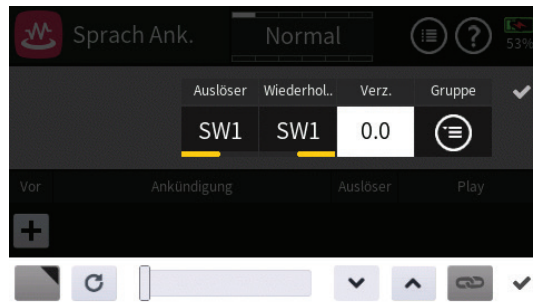 Sprach Ank. Normal 53%
Auslöser Wiederhol.. Verz. Gruppe
SW1 SW1 0.0
Vor Ankündigung Auslöser Play